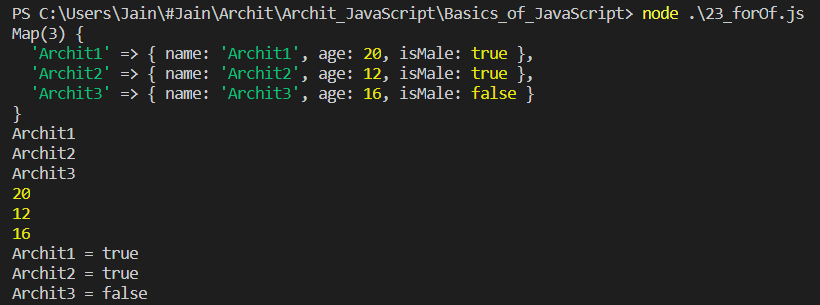 PS C:\Users\Jain\#Jain\Archit\Archit_JavaScript\Basics_of_JavaScript> node .\23_forOf.js
Map(3) {
  'Archit1' => { name: 'Archit1', age: 20, isMale: true },
  'Archit2' => { name: 'Archit2', age: 12, isMale: true },
  'Archit3' => { name: 'Archit3', age: 16, isMale: false }
}
Archit1
Archit2
Archit3
20
12
16
Archit1 = true
Archit2 = true
Archit3 = false